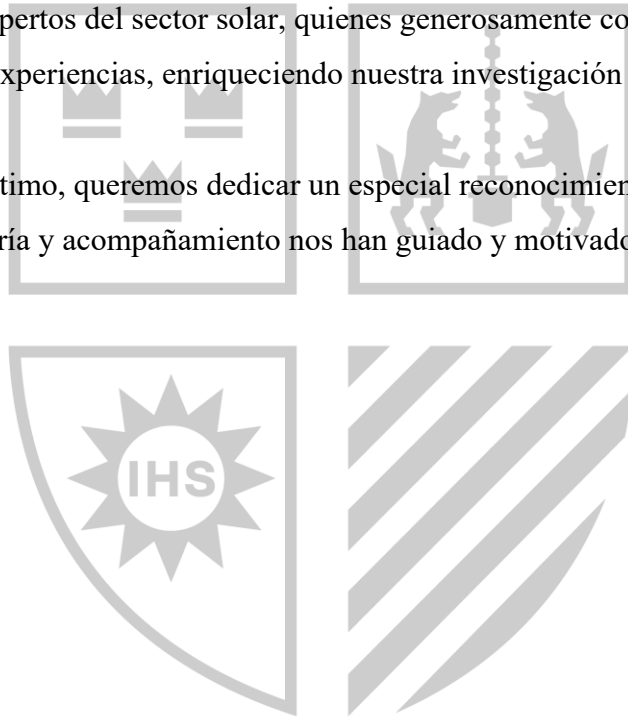 pertos del sector solar, quienes generosamente co
xperiencias, enriqueciendo nuestra investigación
timo, queremos dedicar un especial reconocimien
ría y acompañamiento nos han guiado y motivado
IHS